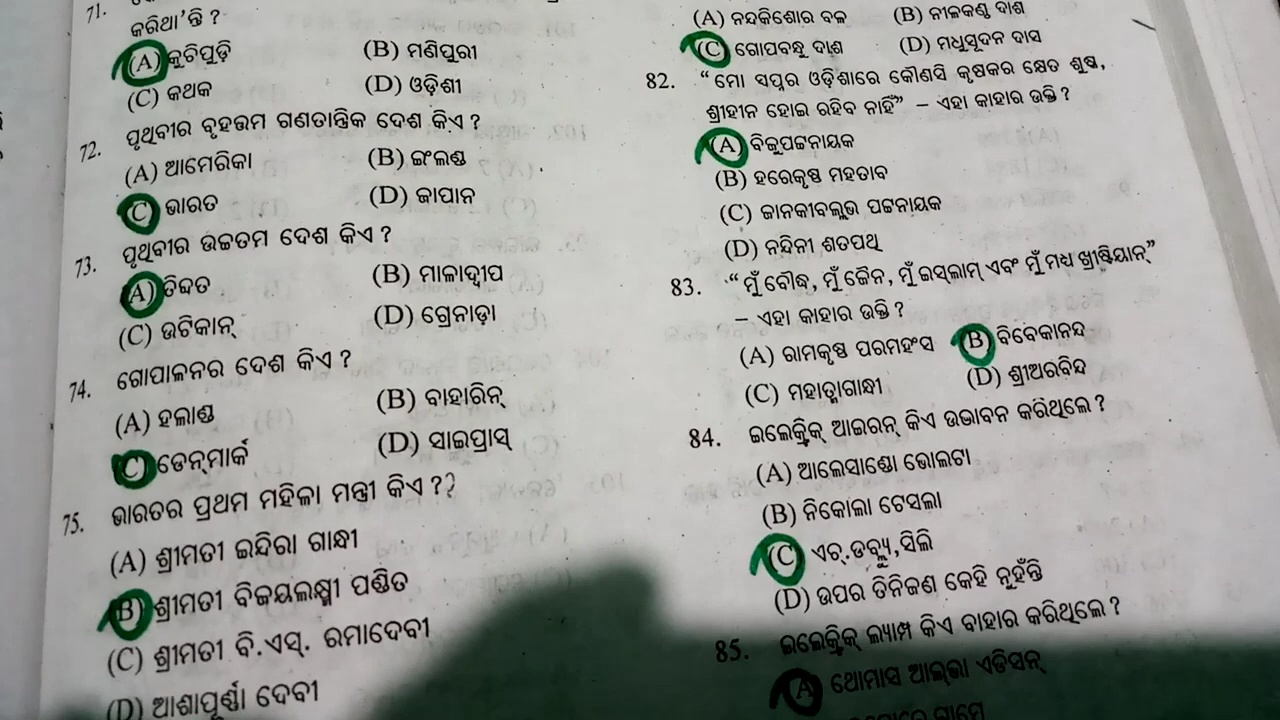 71.
କରିଥା'ନ୍ତି ?
(A) କୁଚିପୁଡ଼ି (B) ମଣିପୁରୀ
(C) କଥକ (D) ଓଡ଼ିଶୀ
72. ପୃଥିବୀର ବୃହତ୍ତମ ଗଣତାନ୍ତ୍ରିକ ଦେଶ କିଏ ?
(A) ଆମେରିକା (B) ଇଂଲଣ୍ଡ
(C) ଭାରତ (D) ଜାପାନ
73. ପୃଥିବୀର ଉଚ୍ଚତମ ଦେଶ କିଏ ?
(A) ତିବ୍ବତ (B) ମାଳାଦ୍ୱୀପ
(C) ଉଟିକାନ୍ (D) ଗ୍ରେନାଡ଼ା
74. ଗୋପାଳନର ଦେଶ କିଏ ?
(A) ହଲାଣ୍ଡ (B) ବାହାରିନ୍
(C) ଡେନ୍‌ମାର୍କ (D) ସାଇପ୍ରାସ୍
75. ଭାରତର ପ୍ରଥମ ମହିଳା ମନ୍ତ୍ରୀ କିଏ ??
(A) ଶ୍ରୀମତୀ ଇନ୍ଦିରା ଗାନ୍ଧୀ
(B) ଶ୍ରୀମତୀ ବିଜୟଲକ୍ଷ୍ମୀ ପଣ୍ଡିତ
(C) ଶ୍ରୀମତୀ ବି.ଏସ୍. ରମାଦେବୀ
(D) ଆଶାପୂର୍ଣ୍ଣା ଦେବୀ
(A) ନନ୍ଦକିଶୋର ବଳ (B) ନୀଳକଣ୍ଠ ଦାଶ
(C) ଗୋପବନ୍ଧୁ ଦାଶ (D) ମଧୁସୂଦନ ଦାସ
82. “ ମୋ ସପ୍ନର ଓଡ଼ିଶାରେ କୌଣସି କୃଷକର କ୍ଷେତ ଶୁଷ୍କ,
ଶ୍ରୀହୀନ ହୋଇ ରହିବ ନାହିଁ” – ଏହା କାହାର ଉକ୍ତି ?
(A) ବିଜୁପଟ୍ଟନାୟକ
(B) ହରେକୃଷ୍ଣ ମହତାବ
(C) ଜାନକୀବଲ୍ଲଭ ପଟ୍ଟନାୟକ
(D) ନନ୍ଦିନୀ ଶତପଥି
83. “ ମୁଁ ବୌଦ୍ଧ, ମୁଁ ଜୈନ, ମୁଁ ଇସ୍‌ଲାମ୍ ଏବଂ ମୁଁ ମଧ୍ୟ ଖ୍ରୀଷ୍ଟିୟାନ୍”
– ଏହା କାହାର ଉକ୍ତି ?
(A) ରାମକୃଷ୍ଣ ପରମହଂସ (B) ବିବେକାନନ୍ଦ
(C) ମହାତ୍ମାଗାନ୍ଧୀ (D) ଶ୍ରୀଅରବିନ୍ଦ
84. ଇଲେକ୍ଟ୍ରିକ୍ ଆଇରନ୍ କିଏ ଉଦ୍ଭାବନ କରିଥିଲେ ?
(A) ଆଲେସାଣ୍ଡୋ ଭୋଲଟା
(B) ନିକୋଲା ଟେସଲା
(C) ଏଚ୍.ଡବ୍ଲ୍ୟୁ,ସିଲି
(D) ଉପର ତିନିଜଣ କେହି ନୁହଁନ୍ତି
85. ଇଲେକ୍ଟ୍ରିକ୍ ଲ୍ୟାମ୍ପ କିଏ ବାହାର କରିଥିଲେ ?
(A) ଥୋମାସ ଆଲ୍‌ଭା ଏଡିସନ୍